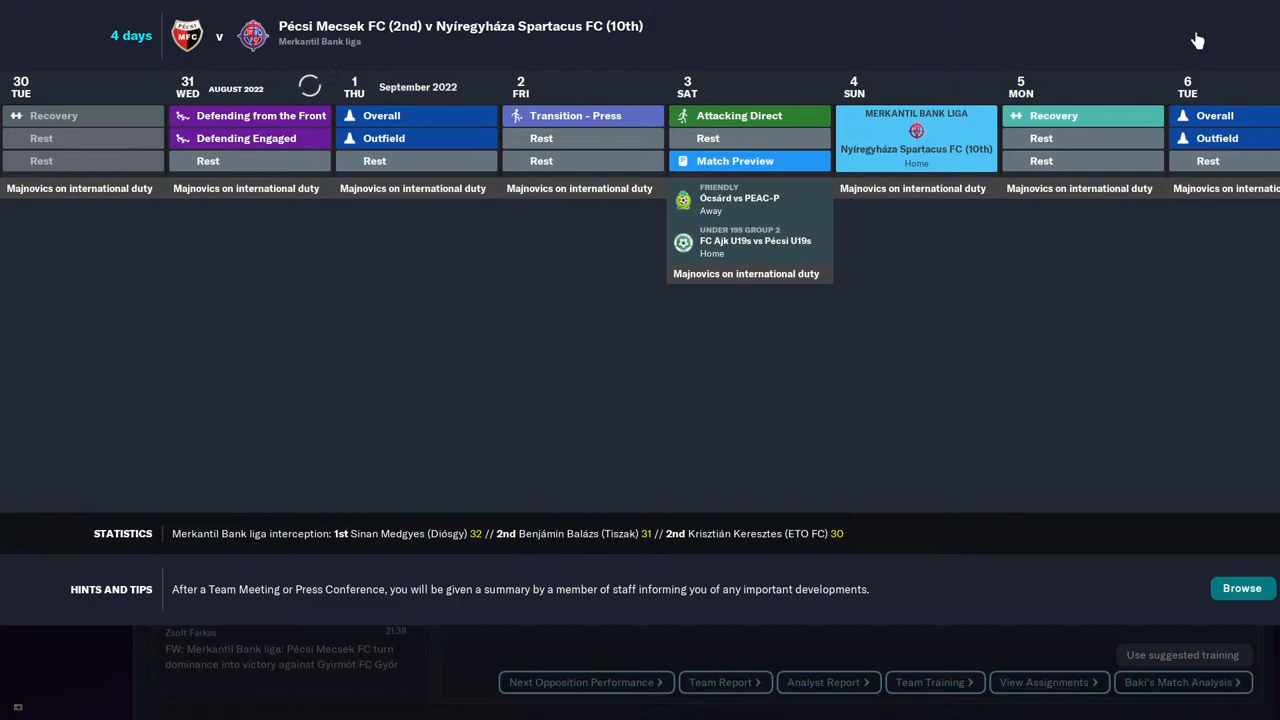 4 days
v
Pécsi Mecsek FC (2nd) v Nyíregyháza Spartacus FC (10th)
Merkantil Bank liga
30 TUE
31 WED AUGUST 2022
1 THU September 2022
2 FRI
3 SAT
4 SUN
5 MON
6 TUE
Recovery
Rest
Rest
Majnovics on international duty
Defending from the Front
Defending Engaged
Rest
Majnovics on international duty
Overall
Outfield
Rest
Majnovics on international duty
Transition - Press
Rest
Rest
Majnovics on international duty
Attacking Direct
Rest
Match Preview
FRIENDLY
Ócsárd vs PEAC-P
Away
UNDER 19S GROUP 2
FC Ajk U19s vs Pécsi U19s
Home
Majnovics on international duty
MERKANTIL BANK LIGA
Nyíregyháza Spartacus FC (10th)
Home
Majnovics on international duty
Recovery
Rest
Rest
Majnovics on international duty
Overall
Outfield
Rest
Majnovics on internatio
STATISTICS
Merkantil Bank liga interception: 1st Sinan Medgyes (Diósgy) 32 // 2nd Benjámin Balázs (Tiszak) 31 // 2nd Krisztián Keresztes (ETO FC) 30
HINTS AND TIPS
After a Team Meeting or Press Conference, you will be given a summary by a member of staff informing you of any important developments.
Browse
Zsolt Farkas 21:38
FW: Merkantil Bank liga: Pécsi Mecsek FC turn
dominance into victory against Gyirmót FC Győr
Use suggested training
Next Opposition Performance >
Team Report >
Analyst Report >
Team Training >
View Assignments >
Baki's Match Analysis >